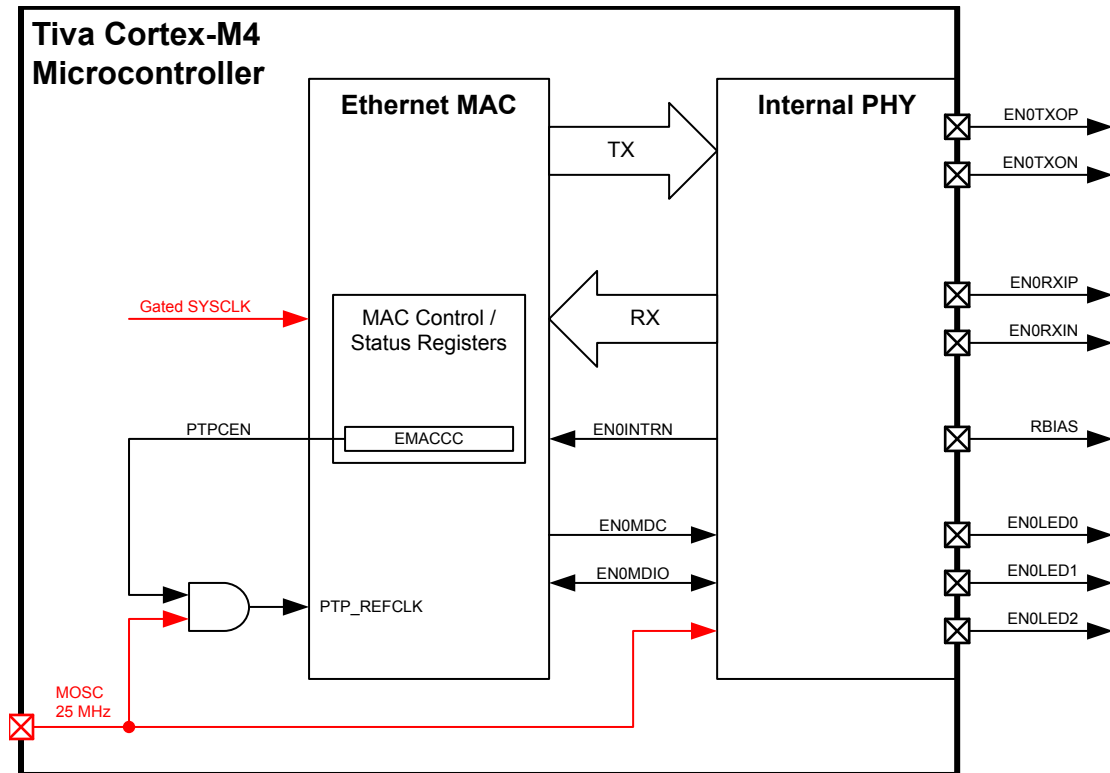 Tiva Cortex-M4
Microcontroller
Ethernet MAC
Internal PHY
TX
RX
Gated SYSCLK
MAC Control /
Status Registers
EMACCC
PTPCEN
EN0INTRN
EN0MDC
EN0MDIO
PTP_REFCLK
MOSC
25 MHz
EN0TXOP
EN0TXON
EN0RXIP
EN0RXIN
RBIAS
EN0LED0
EN0LED1
EN0LED2